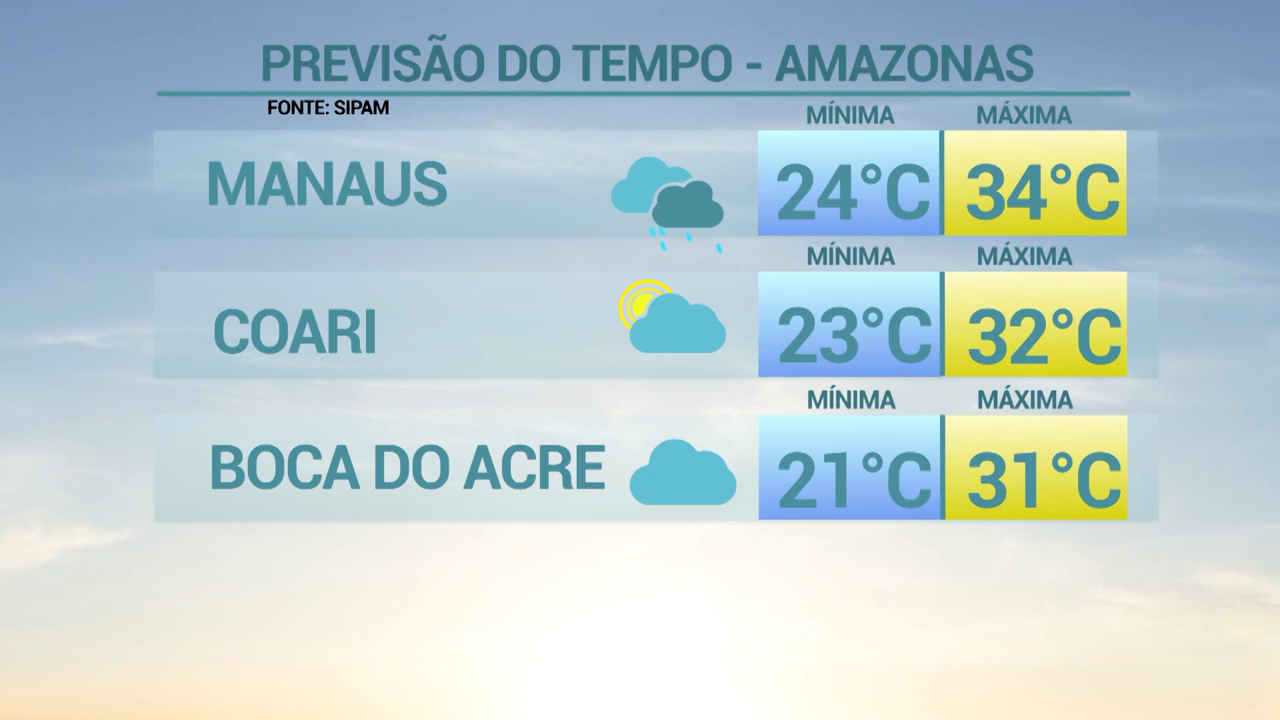 PREVISÃO DO TEMPO - AMAZONAS
FONTE: SIPAM
MÍNIMA MÁXIMA
MANAUS 24°C 34°C
MÍNIMA MÁXIMA
COARI 23°C 32°C
MÍNIMA MÁXIMA
BOCA DO ACRE 21°C 31°C